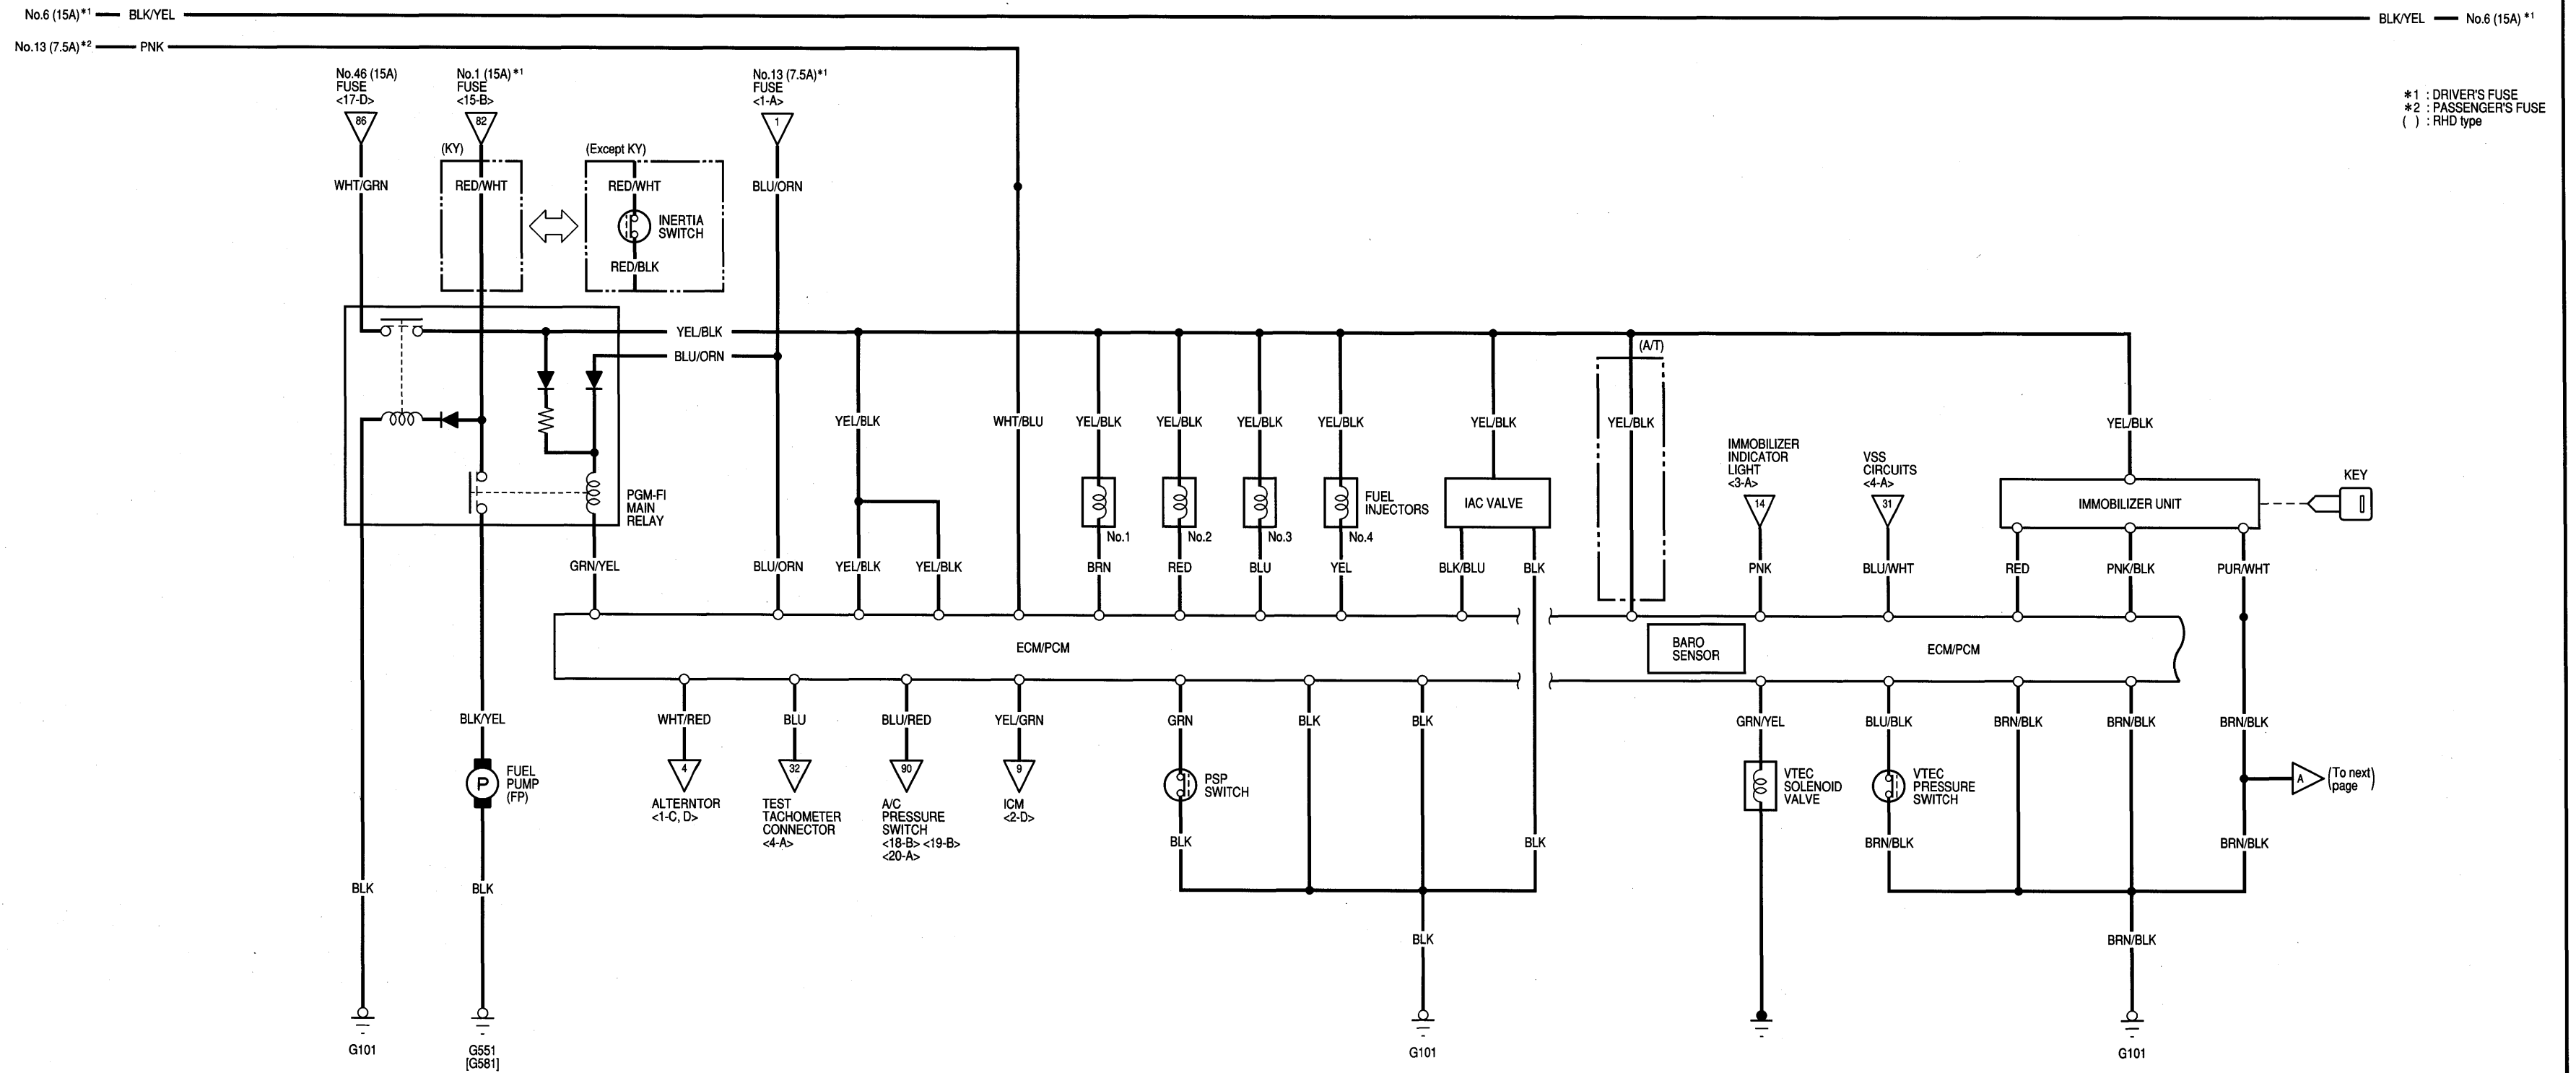 No.6 (15A)*1 BLK/YEL BLK/YEL No.6 (15A) *1
No.13 (7.5A)*2 PNK
No.46 (15A)
FUSE
<17-D>
86
No.1 (15A)*1
FUSE
<15-B>
82
No.13 (7.5A)*1
FUSE
<1-A>
1
*1 : DRIVER'S FUSE
*2 : PASSENGER'S FUSE
( ) : RHD type
(KY)
(Except KY)
WHT/GRN
RED/WHT
RED/WHT
BLU/ORN
INERTIA
SWITCH
RED/BLK
YEL/BLK
BLU/ORN
(A/T)
YEL/BLK
WHT/BLU
YEL/BLK
YEL/BLK
YEL/BLK
YEL/BLK
YEL/BLK
YEL/BLK
YEL/BLK
IMMOBILIZER
INDICATOR
LIGHT
<3-A>
14
VSS
CIRCUITS
<4-A>
31
KEY
PGM-FI
MAIN
RELAY
FUEL
INJECTORS
IAC VALVE
IMMOBILIZER UNIT
No.1
No.2
No.3
No.4
GRN/YEL
BLU/ORN
YEL/BLK
YEL/BLK
BRN
RED
BLU
YEL
BLK/BLU
BLK
PNK
BLU/WHT
RED
PNK/BLK
PUR/WHT
ECM/PCM
BARO
SENSOR
ECM/PCM
BLK/YEL
WHT/RED
BLU
BLU/RED
YEL/GRN
GRN
BLK
BLK
GRN/YEL
BLU/BLK
BRN/BLK
BRN/BLK
BRN/BLK
P
FUEL
PUMP
(FP)
4
ALTERNTOR
<1-C, D>
32
TEST
TACHOMETER
CONNECTOR
<4-A>
90
A/C
PRESSURE
SWITCH
<18-B> <19-B>
<20-A>
9
ICM
<2-D>
PSP
SWITCH
VTEC
SOLENOID
VALVE
VTEC
PRESSURE
SWITCH
A
(To next
page)
BLK
BLK
BRN/BLK
BRN/BLK
BLK
BLK
BLK
BRN/BLK
G101
G551
[G581]
G101
G101